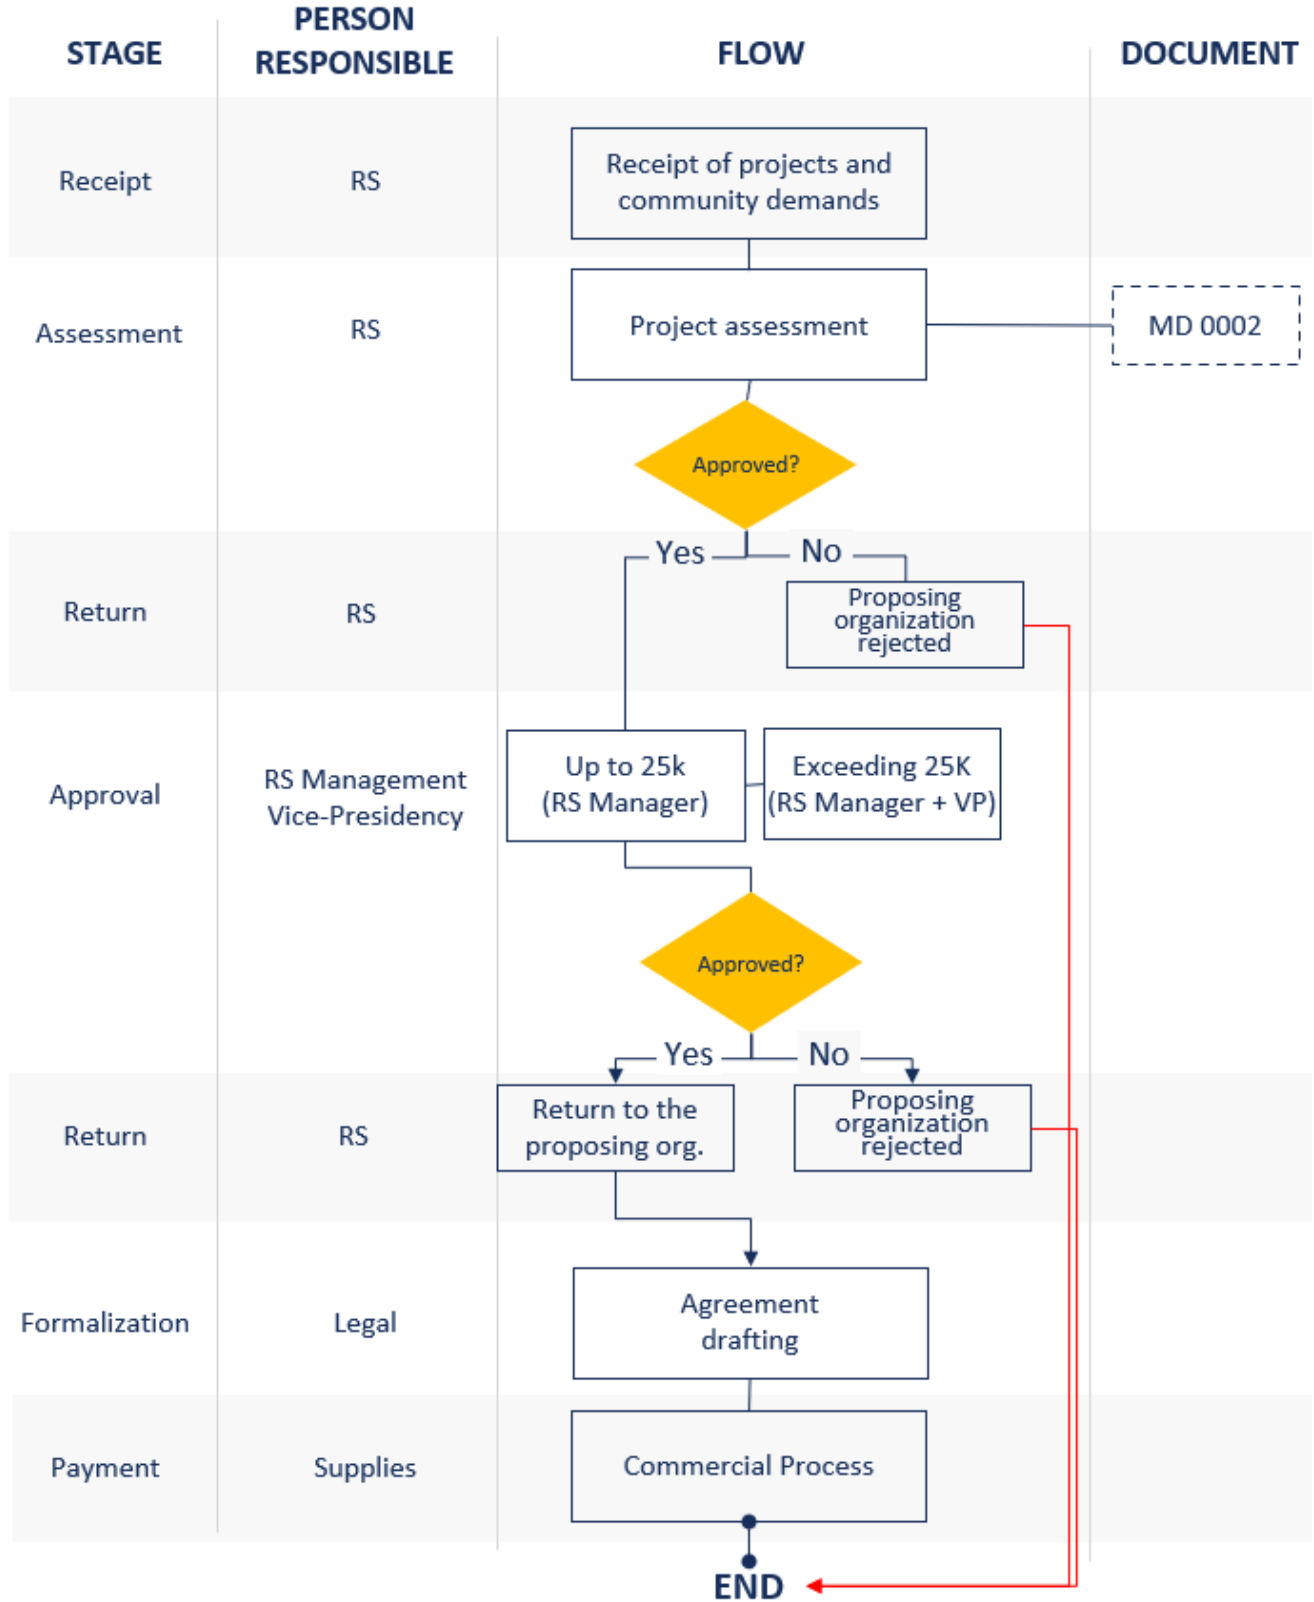 STAGE
PERSON
RESPONSIBLE
FLOW
DOCUMENT
Receipt
RS
Receipt of projects and
community demands
Assessment
RS
Project assessment
MD 0002
Approved?
Yes
No
Return
RS
Proposing
organization
rejected
Approval
RS Management
Vice-Presidency
Up to 25k
(RS Manager)
Exceeding 25K
(RS Manager + VP)
Approved?
Yes
No
Return
RS
Return to the
proposing org.
Proposing
organization
rejected
Formalization
Legal
Agreement
drafting
Payment
Supplies
Commercial Process
END